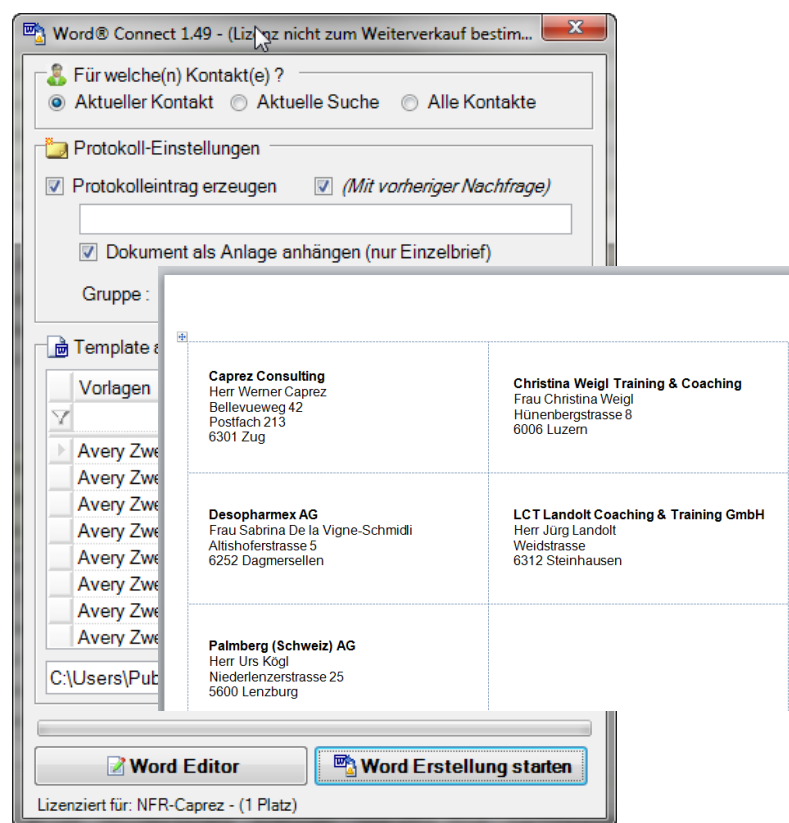 Word® Connect 1.49 - (Lizenz nicht zum Weiterverkauf bestim...
Für welche(n) Kontakt(e) ?
Aktueller Kontakt Aktuelle Suche Alle Kontakte
Protokoll-Einstellungen
Protokolleintrag erzeugen (Mit vorheriger Nachfrage)
Dokument als Anlage anhängen (nur Einzelbrief)
Gruppe :
Template a
Vorlagen
Avery Zwe
Avery Zwe
Avery Zwe
Avery Zwe
Avery Zwe
Avery Zwe
Avery Zwe
Avery Zwe
C:\Users\Pub
Caprez Consulting
Herr Werner Caprez
Bellevueweg 42
Postfach 213
6301 Zug
Christina Weigl Training & Coaching
Frau Christina Weigl
Hünenbergstrasse 8
6006 Luzern
Desopharmex AG
Frau Sabrina De la Vigne-Schmidli
Altishoferstrasse 5
6252 Dagmersellen
LCT Landolt Coaching & Training GmbH
Herr Jürg Landolt
Weidstrasse
6312 Steinhausen
Palmberg (Schweiz) AG
Herr Urs Kögl
Niederlenzerstrasse 25
5600 Lenzburg
Word Editor
Word Erstellung starten
Lizenziert für: NFR-Caprez - (1 Platz)